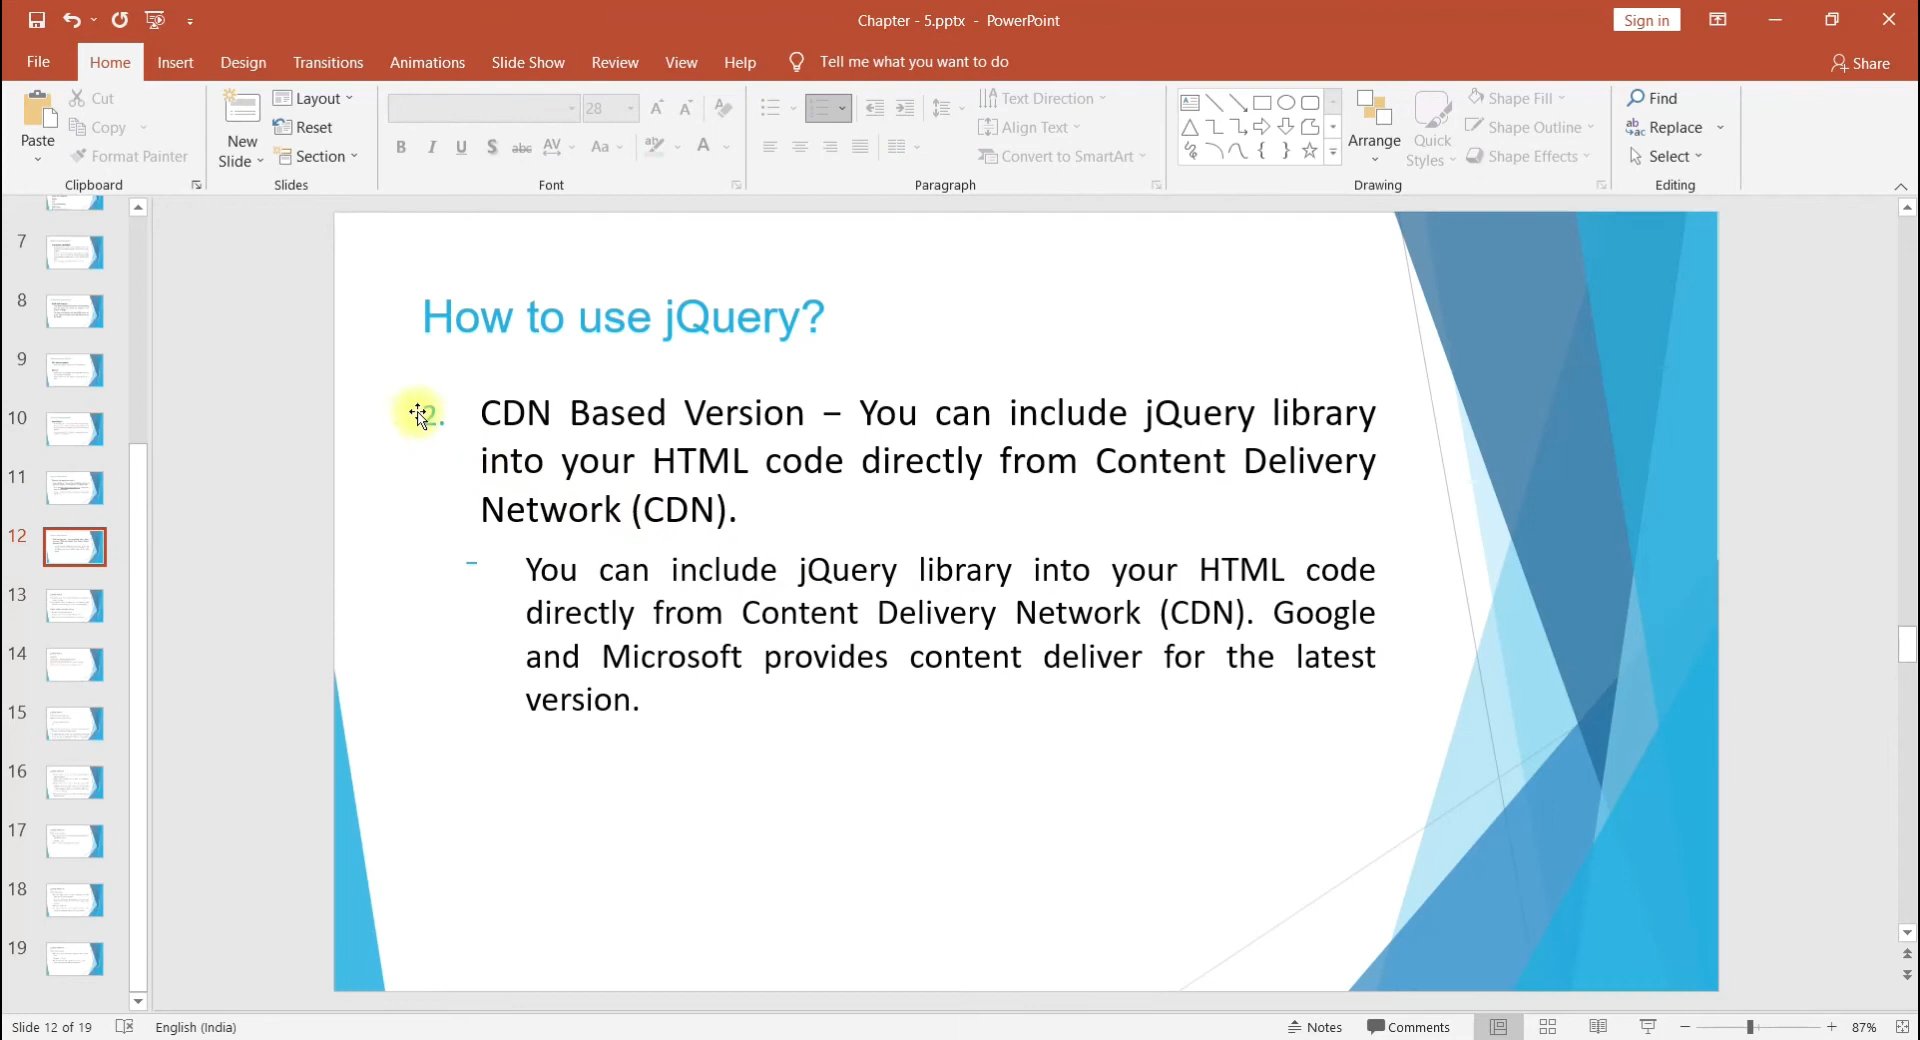 Chapter - 5.pptx - PowerPoint
Sign in
File Home Insert Design Transitions Animations Slide Show Review View Help Tell me what you want to do Share
Paste
Cut
Copy
Format Painter
Clipboard
New Slide
Layout
Reset
Section
Slides
28
B I U S abc AV Aa A
Font
Text Direction
Align Text
Convert to SmartArt
Paragraph
Arrange
Quick Styles
Shape Fill
Shape Outline
Shape Effects
Drawing
Find
Replace
Select
Editing
7
8
9
10
11
12
13
14
15
16
17
18
19
How to use jQuery?
2. CDN Based Version – You can include jQuery library
into your HTML code directly from Content Delivery
Network (CDN).
– You can include jQuery library into your HTML code
directly from Content Delivery Network (CDN). Google
and Microsoft provides content deliver for the latest
version.
Slide 12 of 19 English (India) Notes Comments 87%